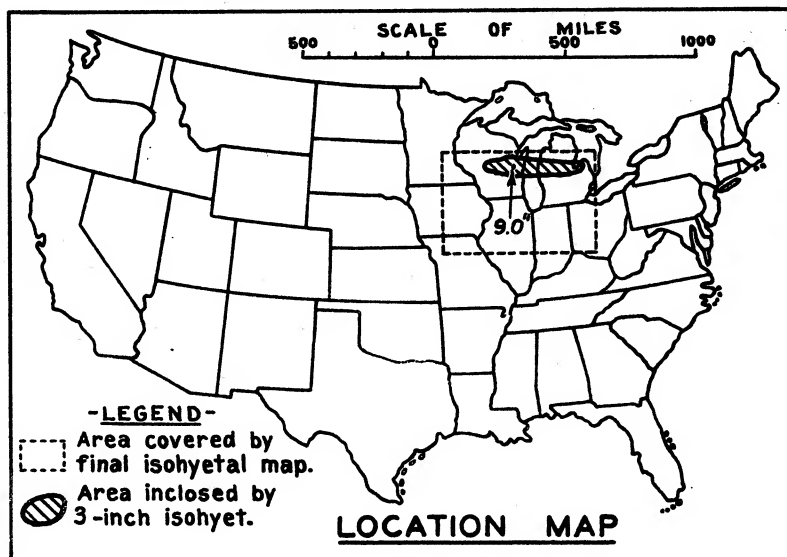 SCALE OF MILES
500 0 500 1000
9.0"
-LEGEND-
Area covered by
final isohyetal map.
Area inclosed by
3-inch isohyet.
LOCATION MAP